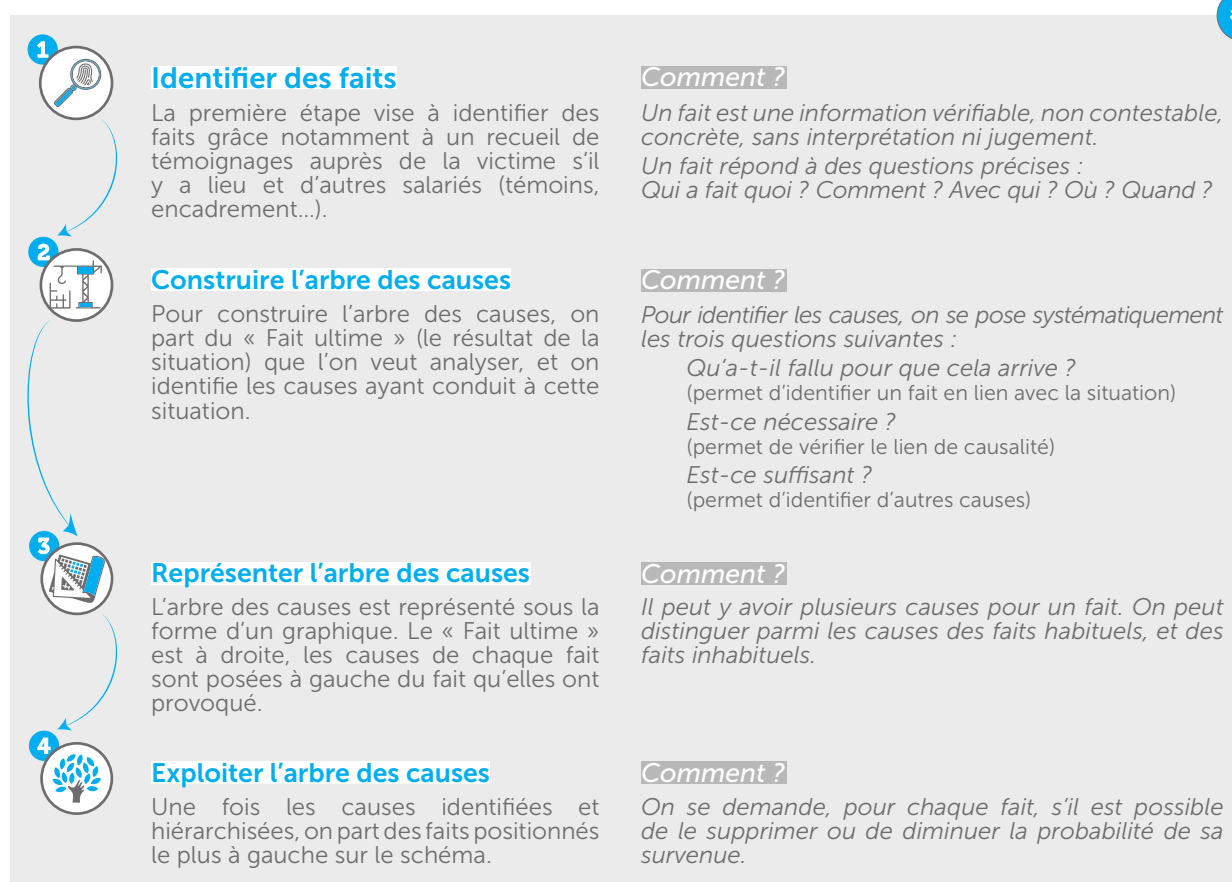 1
Identifier des faits
La première étape vise à identifier des
faits grâce notamment à un recueil de
témoignages auprès de la victime s’il
y a lieu et d’autres salariés (témoins,
encadrement...).
Comment ?
Un fait est une information vérifiable, non contestable,
concrète, sans interprétation ni jugement.
Un fait répond à des questions précises :
Qui a fait quoi ? Comment ? Avec qui ? Où ? Quand ?
2
Construire l’arbre des causes
Pour construire l’arbre des causes, on
part du « Fait ultime » (le résultat de la
situation) que l’on veut analyser, et on
identifie les causes ayant conduit à cette
situation.
Comment ?
Pour identifier les causes, on se pose systématiquement
les trois questions suivantes :
Qu’a-t-il fallu pour que cela arrive ?
(permet d’identifier un fait en lien avec la situation)
Est-ce nécessaire ?
(permet de vérifier le lien de causalité)
Est-ce suffisant ?
(permet d’identifier d’autres causes)
3
Représenter l’arbre des causes
L’arbre des causes est représenté sous la
forme d’un graphique. Le « Fait ultime »
est à droite, les causes de chaque fait
sont posées à gauche du fait qu’elles ont
provoqué.
Comment ?
Il peut y avoir plusieurs causes pour un fait. On peut
distinguer parmi les causes des faits habituels, et des
faits inhabituels.
4
Exploiter l’arbre des causes
Une fois les causes identifiées et
hiérarchisées, on part des faits positionnés
le plus à gauche sur le schéma.
Comment ?
On se demande, pour chaque fait, s’il est possible
de le supprimer ou de diminuer la probabilité de sa
survenue.